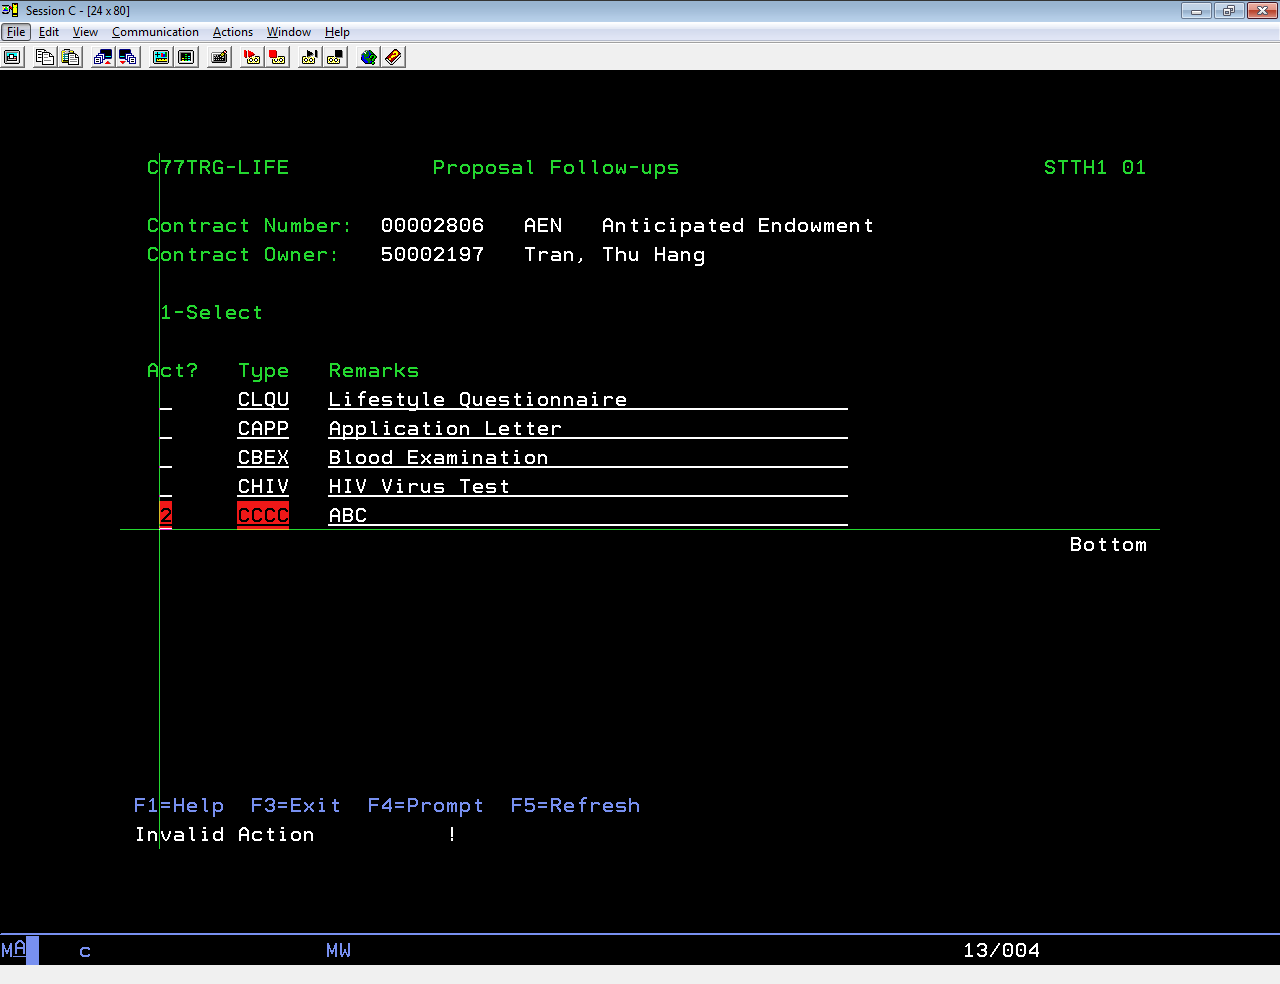 Session C - [24 x 80]
File Edit View Communication Actions Window Help
C77TRG-LIFE Proposal Follow-ups STTH1 01
Contract Number: 00002806 AEN Anticipated Endowment
Contract Owner: 50002197 Tran, Thu Hang
1-Select
Act? Type Remarks
CLQU Lifestyle Questionnaire
CAPP Application Letter
CBEX Blood Examination
CHIV HIV Virus Test
2 CCCC ABC
Bottom
F1=Help F3=Exit F4=Prompt F5=Refresh
Invalid Action !
MA c MW 13/004